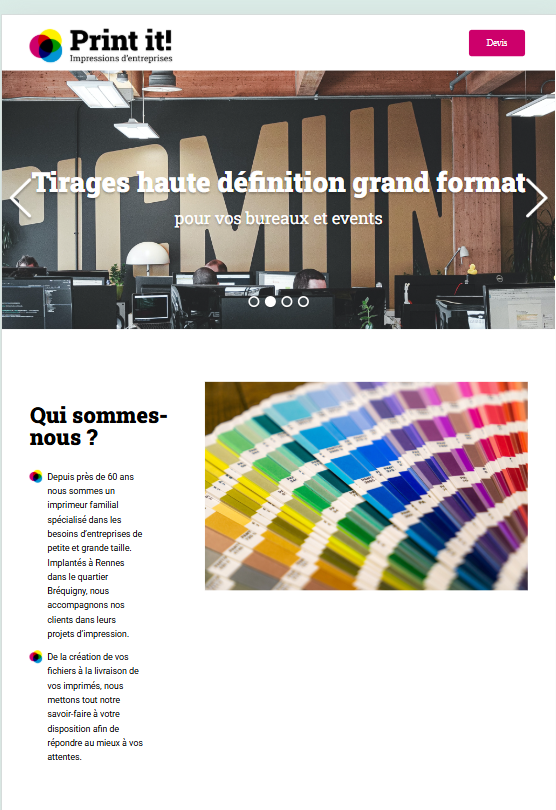 Print it!
Impressions d'entreprises
Devis
Tirages haute définition grand format
pour vos bureaux et events
Qui sommes-
nous ?
Depuis près de 60 ans
nous sommes un
imprimeur familial
spécialisé dans les
besoins d'entreprises de
petite et grande taille.
Implantés à Rennes
dans le quartier
Bréquigny, nous
accompagnons nos
clients dans leurs
projets d'impression.
De la création de vos
fichiers à la livraison de
vos imprimés, nous
mettons tout notre
savoir-faire à votre
disposition afin de
répondre au mieux à vos
attentes.